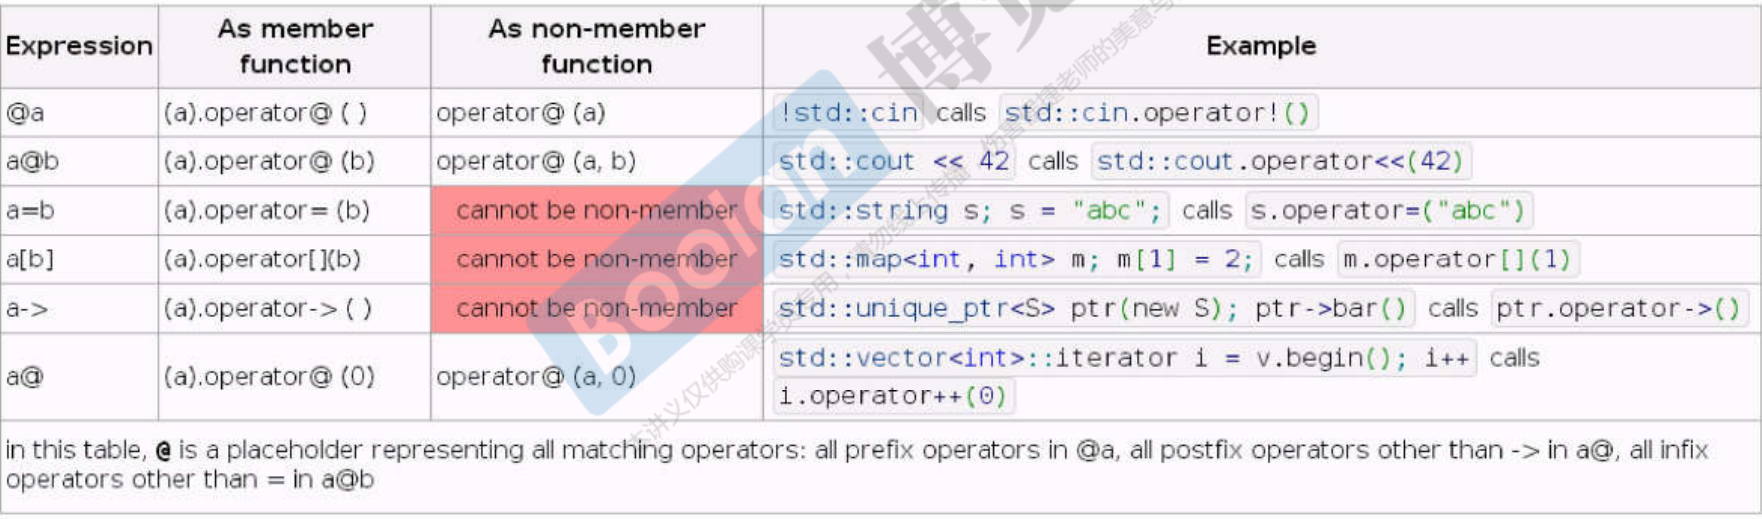 Expression
As member
function
As non-member
function
Example
@a
(a).operator@ ( )
operator@ (a)
!std::cin calls std::cin.operator!()
a@b
(a).operator@ (b)
operator@ (a, b)
std::cout << 42 calls std::cout.operator<<(42)
a=b
(a).operator= (b)
cannot be non-member
std::string s; s = "abc"; calls s.operator=("abc")
a[b]
(a).operator[](b)
cannot be non-member
std::map<int, int> m; m[1] = 2; calls m.operator[](1)
a->
(a).operator-> ( )
cannot be non-member
std::unique_ptr<S> ptr(new S); ptr->bar() calls ptr.operator->()
a@
(a).operator@ (0)
operator@ (a, 0)
std::vector<int>::iterator i = v.begin(); i++ calls
i.operator++(0)
in this table, @ is a placeholder representing all matching operators: all prefix operators in @a, all postfix operators other than -> in a@, all infix
operators other than = in a@b
Boolan
博